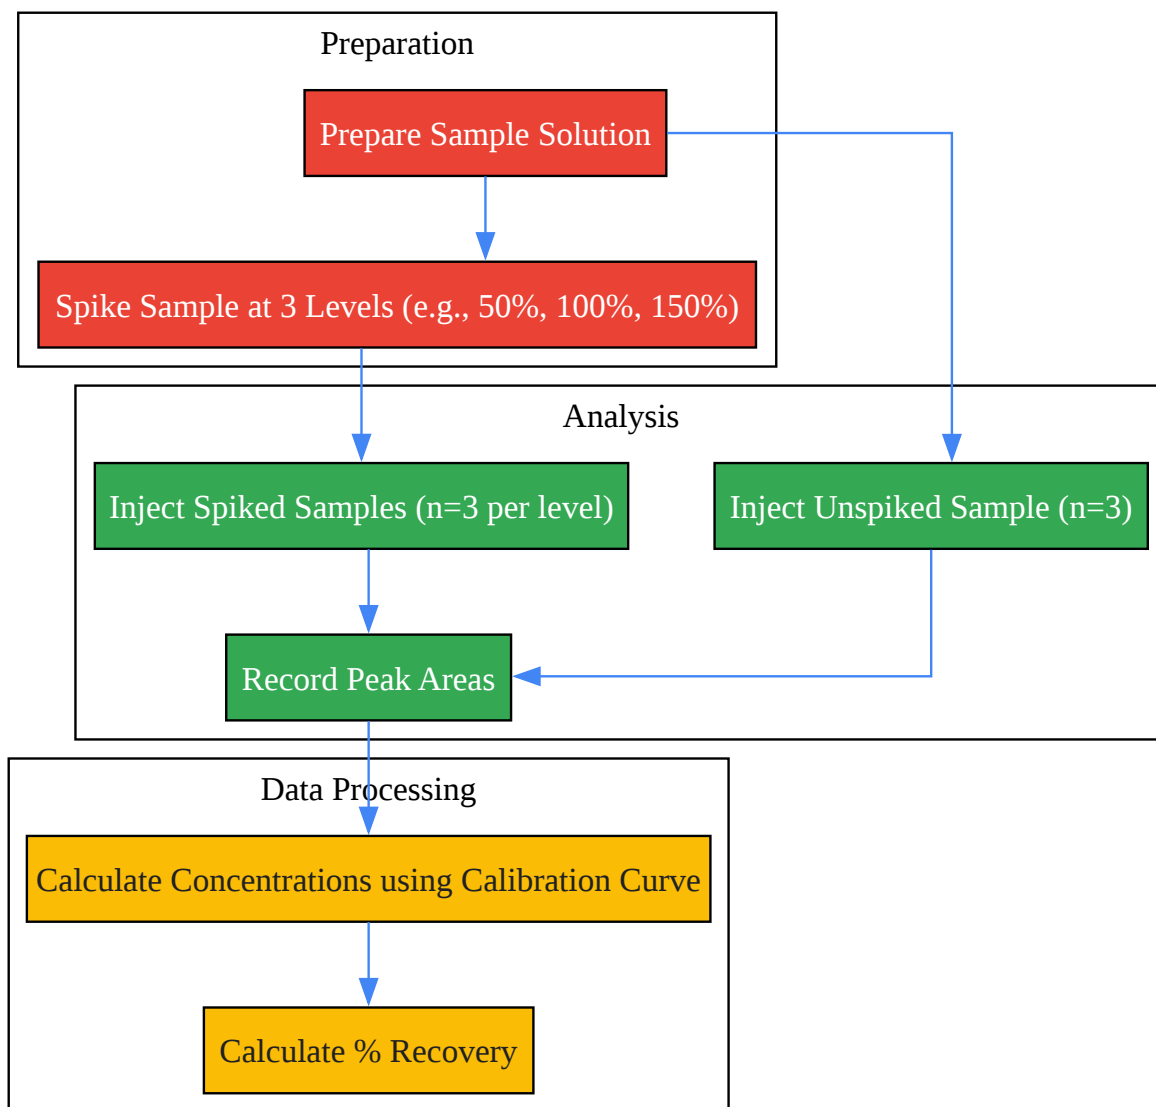 Preparation
Prepare Sample Solution
Spike Sample at 3 Levels (e.g., 50%, 100%, 150%)
Analysis
Inject Spiked Samples (n=3 per level)
Inject Unspiked Sample (n=3)
Record Peak Areas
Data Processing
Calculate Concentrations using Calibration Curve
Calculate % Recovery